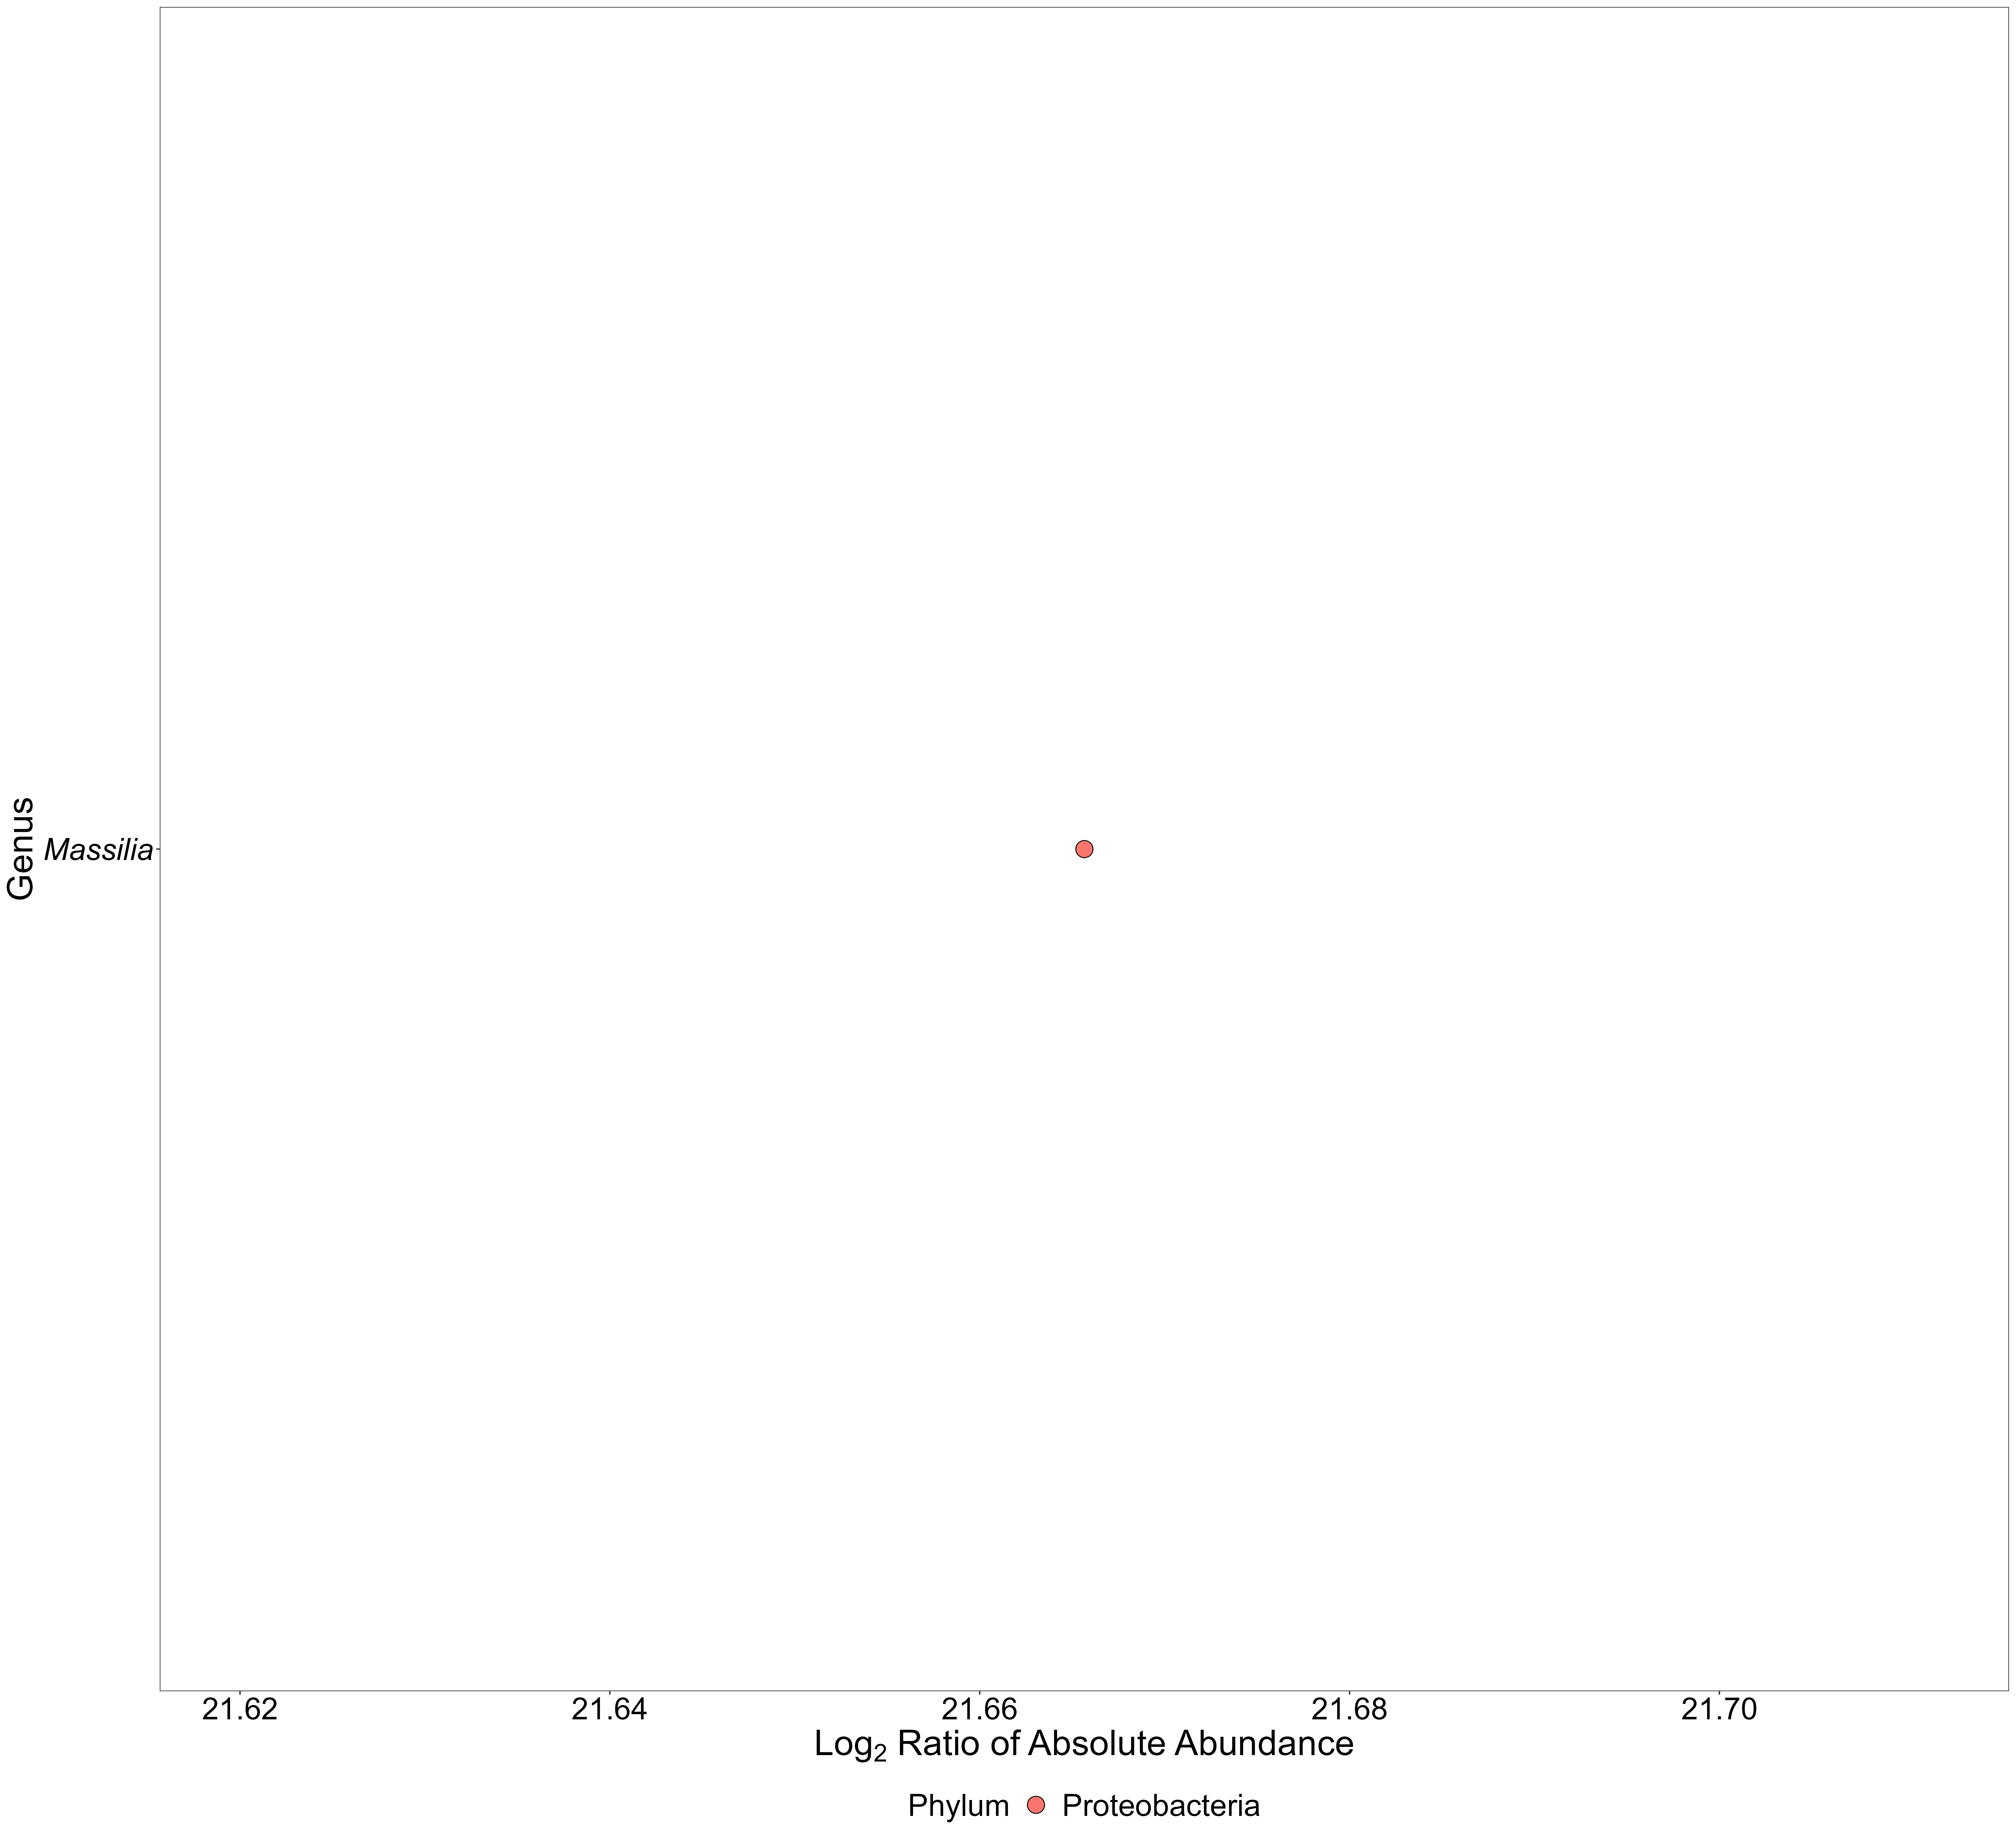 Genus
Massilia
21.62 21.64 21.66 21.68 21.70
Log₂ Ratio of Absolute Abundance
Phylum Proteobacteria